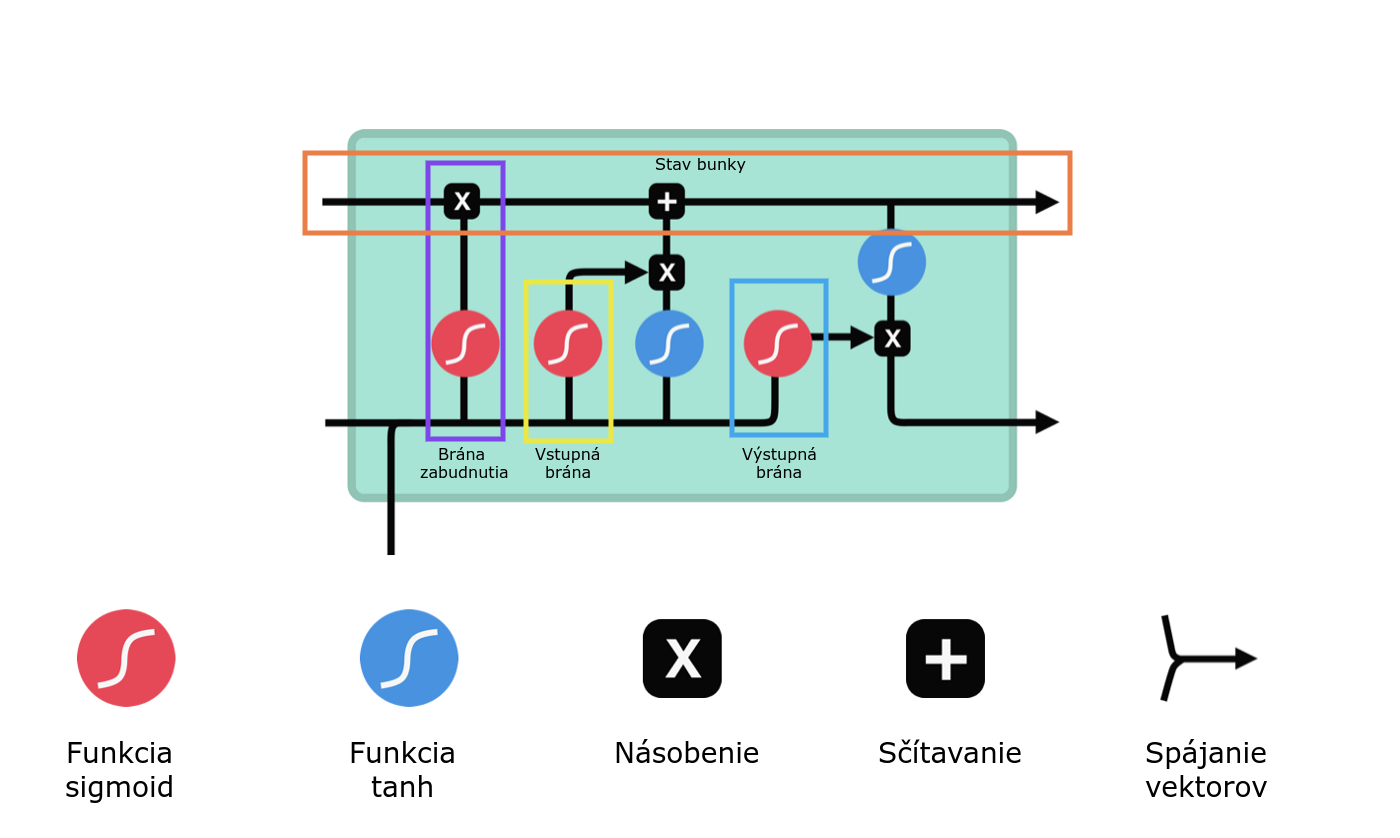 Stav bunky
X
+
X
X
Brána
zabudnutia
Vstupná
brána
Výstupná
brána
X
+
Funkcia
sigmoid
Funkcia
tanh
Násobenie
Sčítavanie
Spájanie
vektorov